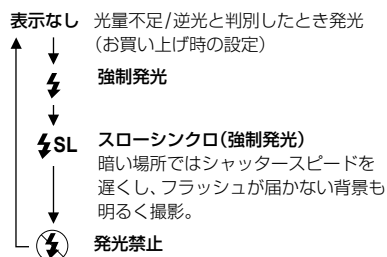 表示なし 光量不足/逆光と判別したとき発光
（お買い上げ時の設定）
強制発光
SL スローシンクロ（強制発光）
暗い場所ではシャッタースピードを
遅くし、フラッシュが届かない背景も
明るく撮影。
発光禁止